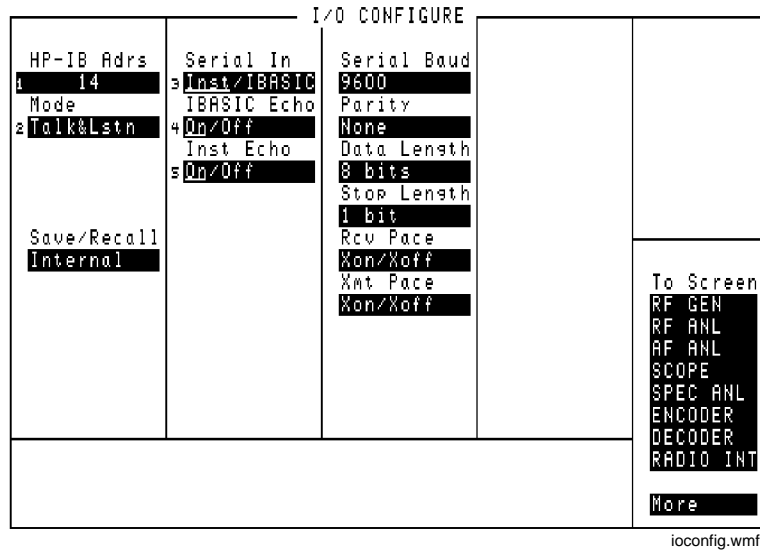 I/O CONFIGURE
HP-IB Adrs
1 14
Mode
2 Talk&Lstn
Save/Recall
Internal
Serial In
3 Inst/IBASIC
IBASIC Echo
4 On/Off
Inst Echo
5 On/Off
Serial Baud
9600
Parity
None
Data Length
8 bits
Stop Length
1 bit
Rcv Pace
Xon/Xoff
Xmt Pace
Xon/Xoff
To Screen
RF GEN
RF ANL
AF ANL
SCOPE
SPEC ANL
ENCODER
DECODER
RADIO INT
More
ioconfig.wmf